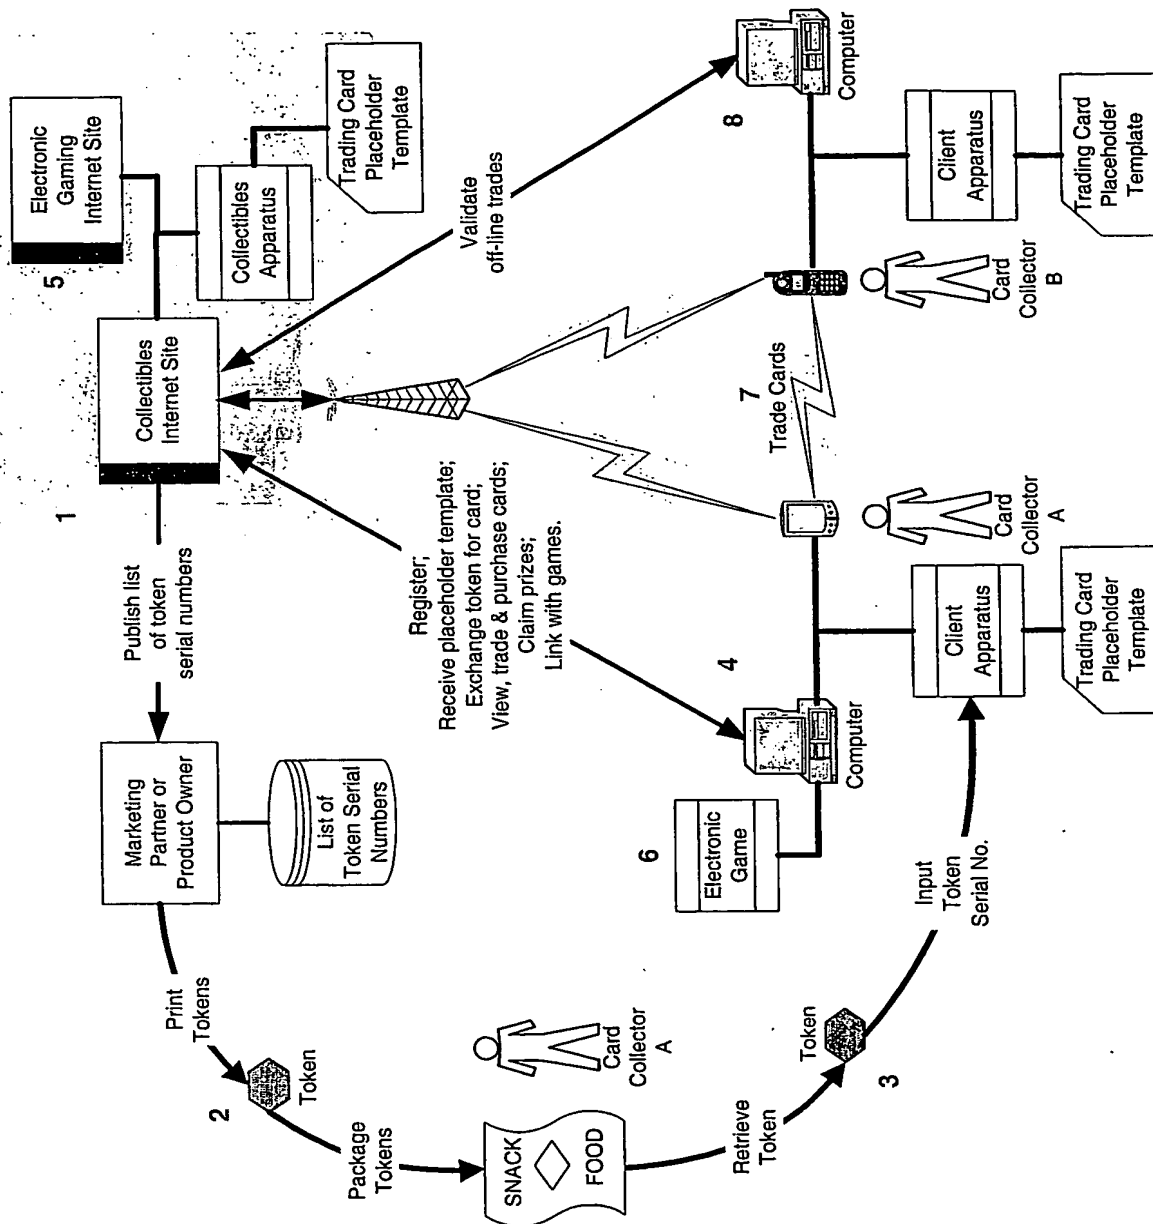 1
Collectibles
Internet Site
5
Electronic
Gaming
Internet Site
Collectibles
Apparatus
Trading Card
Placeholder
Template
Publish list
of token
serial numbers
Marketing
Partner or
Product Owner
List of
Token Serial
Numbers
Print
Tokens
2
Token
Package
Tokens
SNACK
FOOD
Card
Collector
A
Retrieve
Token
Token
3
Input
Token
Serial No.
Register;
Receive placeholder template;
Exchange token for card;
View, trade & purchase cards;
Claim prizes;
Link with games.
Validate
off-line trades
6
Electronic
Game
4
Computer
Client
Apparatus
Trading Card
Placeholder
Template
Card
Collector
A
7
Trade Cards
Card
Collector
B
8
Computer
Client
Apparatus
Trading Card
Placeholder
Template